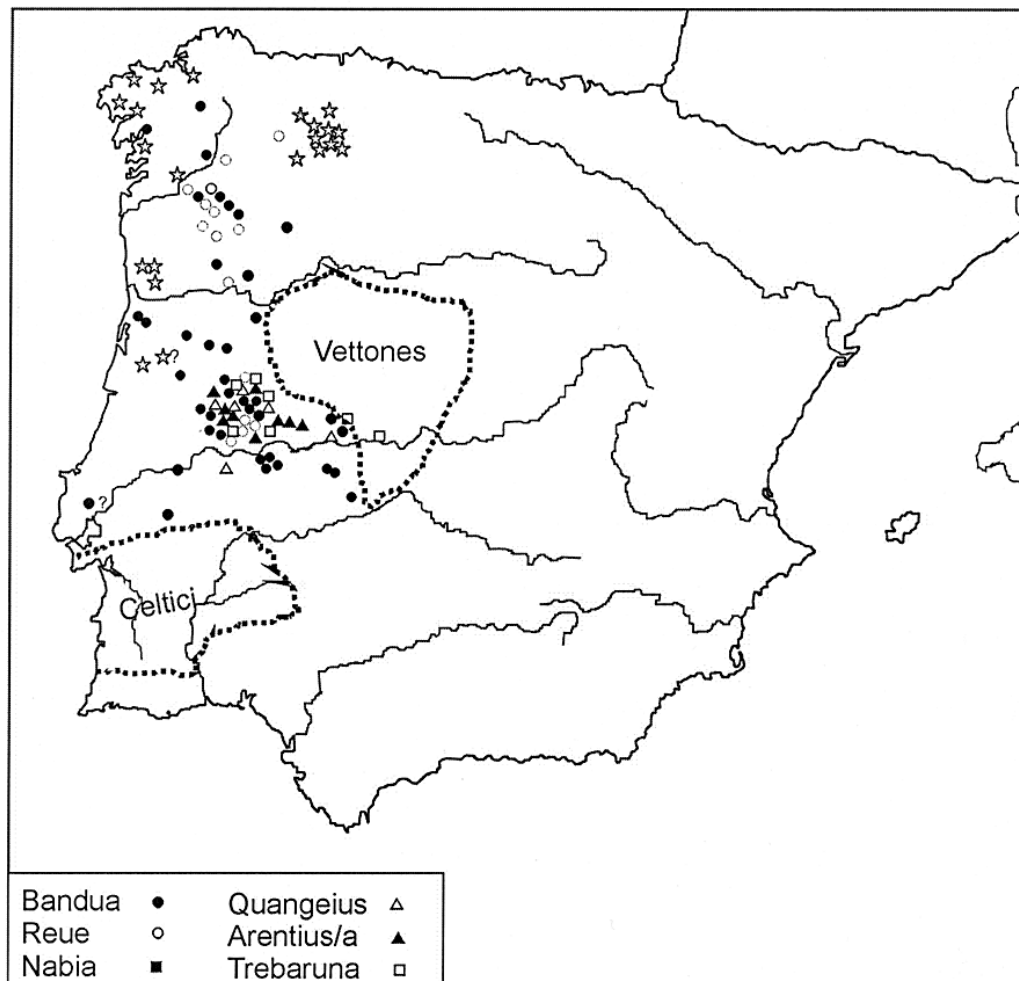 Vettones
?
?
Celtici
Bandua
Reue
Nabia
Quangeius
Arentius/a
Trebaruna